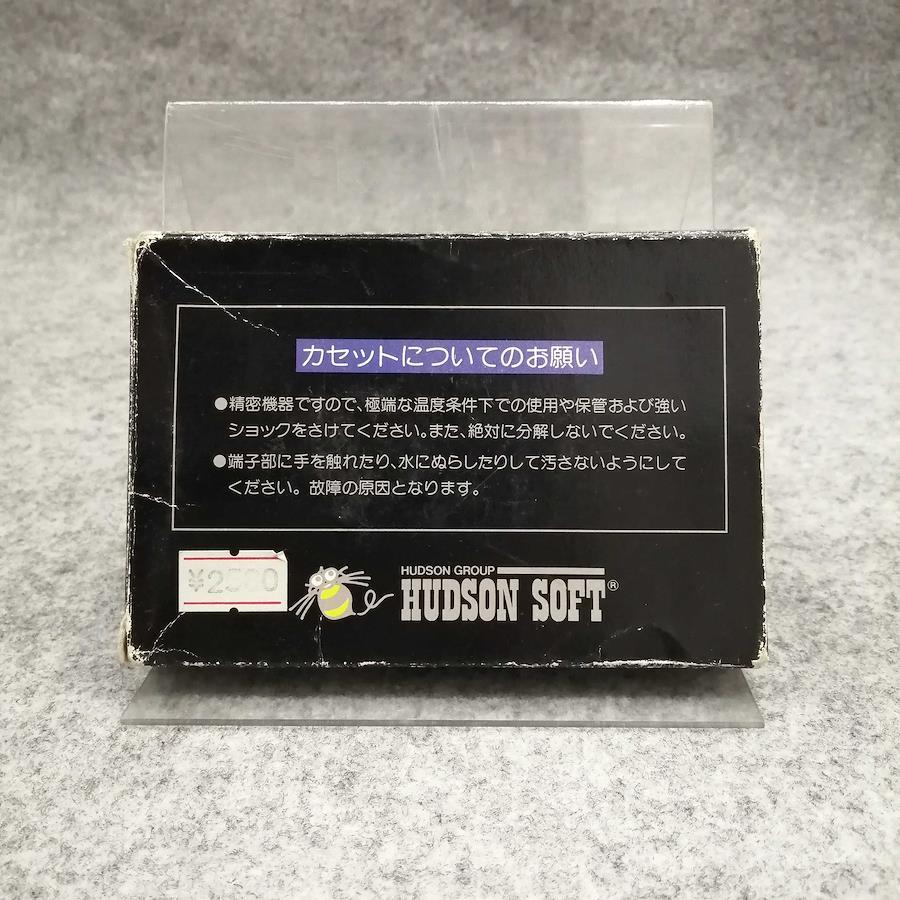 カセットについてのお願い
●精密機器ですので、極端な温度条件下での使用や保管および強い
ショックをさけてください。また、絶対に分解しないでください。
●端子部に手を触れたり、水にぬらしたりして汚さないようにして
ください。故障の原因となります。
HUDSON GROUP
HUDSON SOFT®